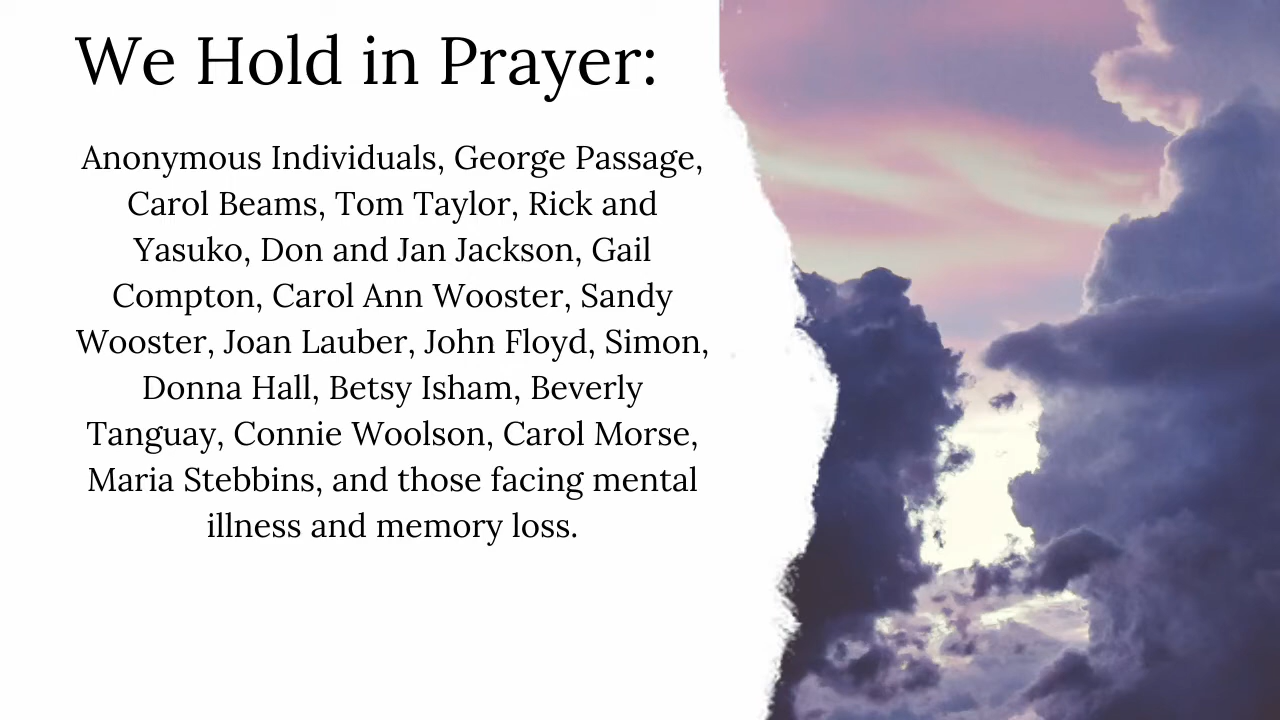 We Hold in Prayer:
Anonymous Individuals, George Passage,
Carol Beams, Tom Taylor, Rick and
Yasuko, Don and Jan Jackson, Gail
Compton, Carol Ann Wooster, Sandy
Wooster, Joan Lauber, John Floyd, Simon,
Donna Hall, Betsy Isham, Beverly
Tanguay, Connie Woolson, Carol Morse,
Maria Stebbins, and those facing mental
illness and memory loss.